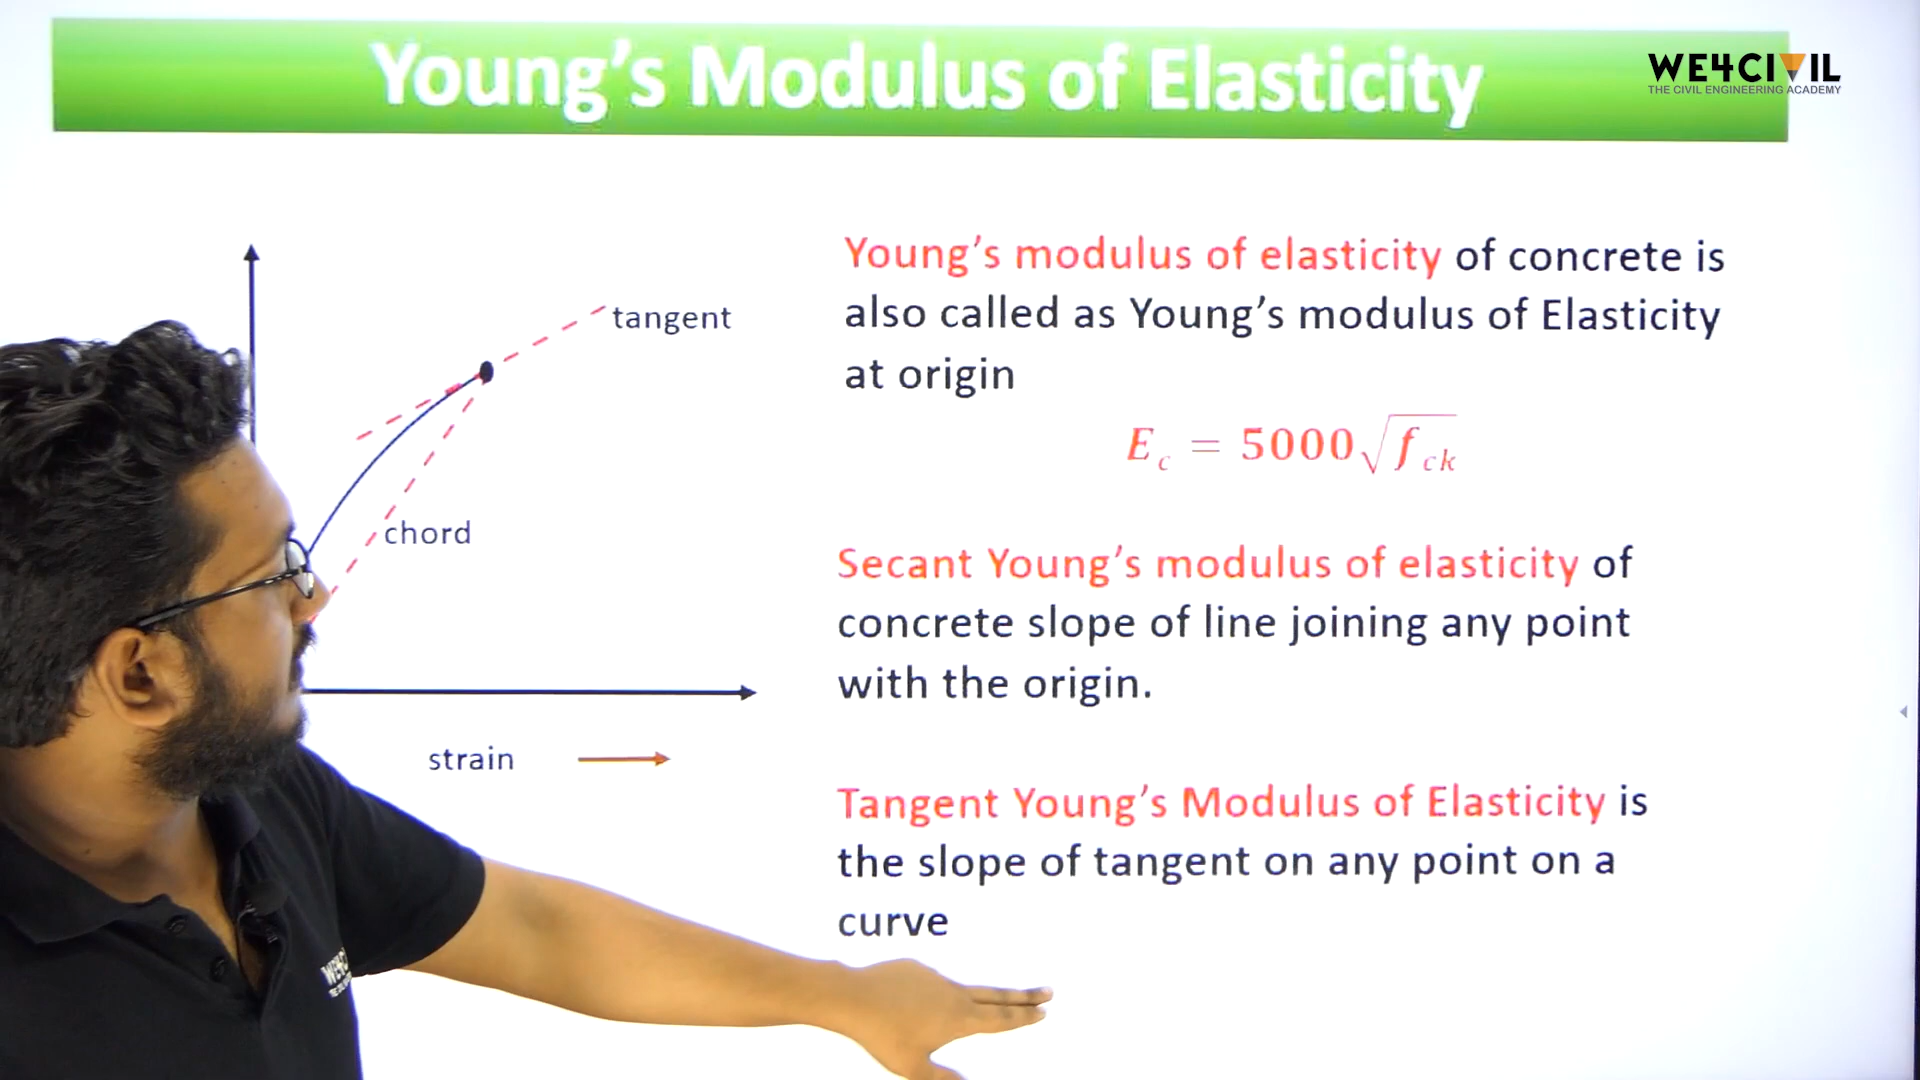 Young's Modulus of Elasticity
WE4CIVIL
THE CIVIL ENGINEERING ACADEMY
tangent
chord
strain
Young's modulus of elasticity of concrete is
also called as Young's modulus of Elasticity
at origin
E_c = 5000√f_ck
Secant Young's modulus of elasticity of
concrete slope of line joining any point
with the origin.
Tangent Young's Modulus of Elasticity is
the slope of tangent on any point on a
curve